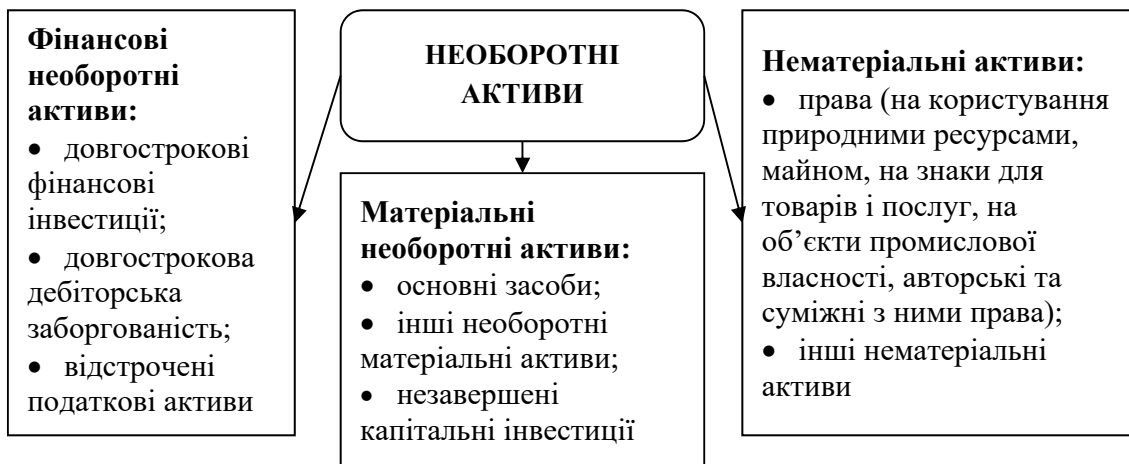 НЕОБОРОТНІ
АКТИВИ
Фінансові
необоротні
активи:
• довгострокові
фінансові
інвестиції;
• довгострокова
дебіторська
заборгованість;
• відстрочені
податкові активи
Матеріальні
необоротні активи:
• основні засоби;
• інші необоротні
матеріальні активи;
• незавершені
капітальні інвестиції
Нематеріальні активи:
• права (на користування
природними ресурсами,
майном, на знаки для
товарів і послуг, на
об’єкти промислової
власності, авторські та
суміжні з ними права);
• інші нематеріальні
активи